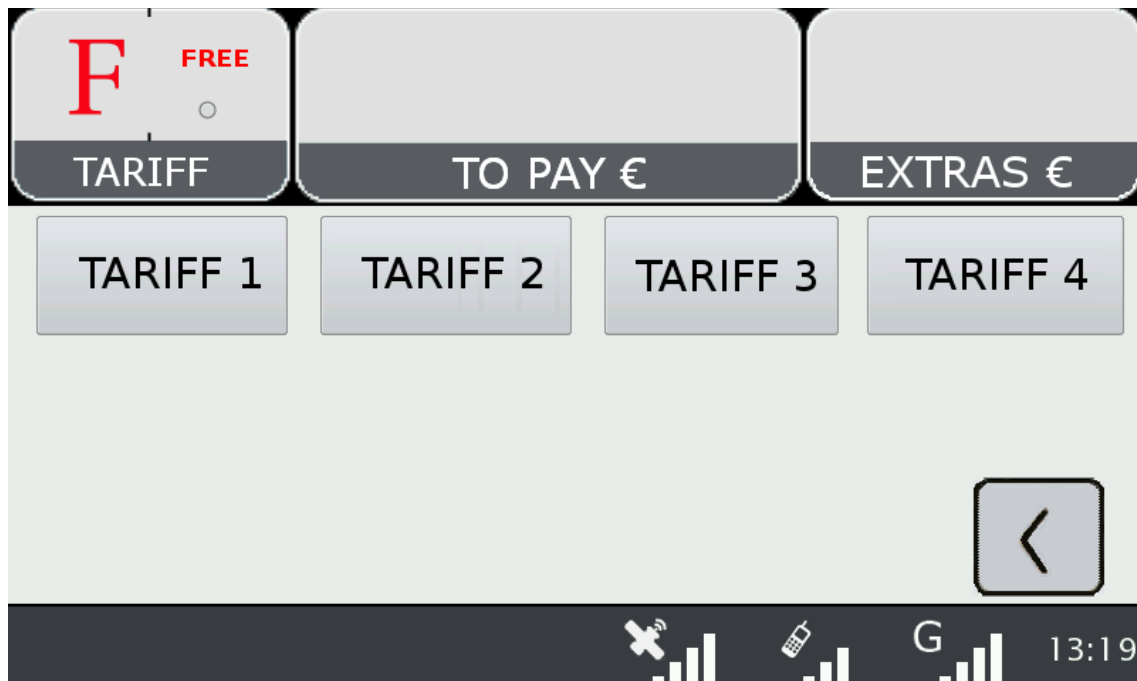 F FREE
TARIFF TO PAY € EXTRAS €
TARIFF 1 TARIFF 2 TARIFF 3 TARIFF 4
G 13:19